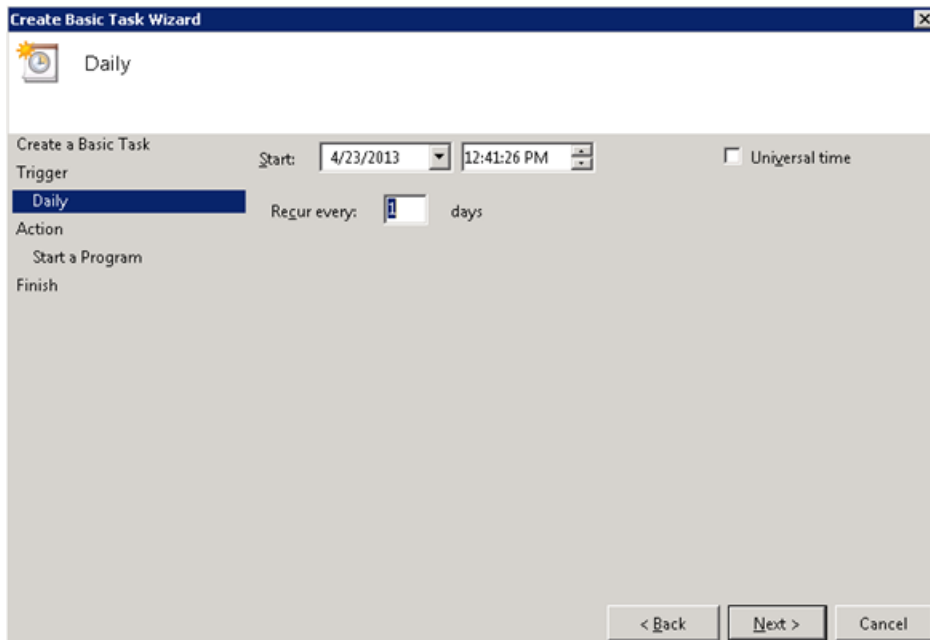 Create Basic Task Wizard
Daily
Create a Basic Task
Trigger
Daily
Action
Start a Program
Finish
Start: 4/23/2013 12:41:26 PM Universal time
Recur every: 1 days
< Back Next > Cancel